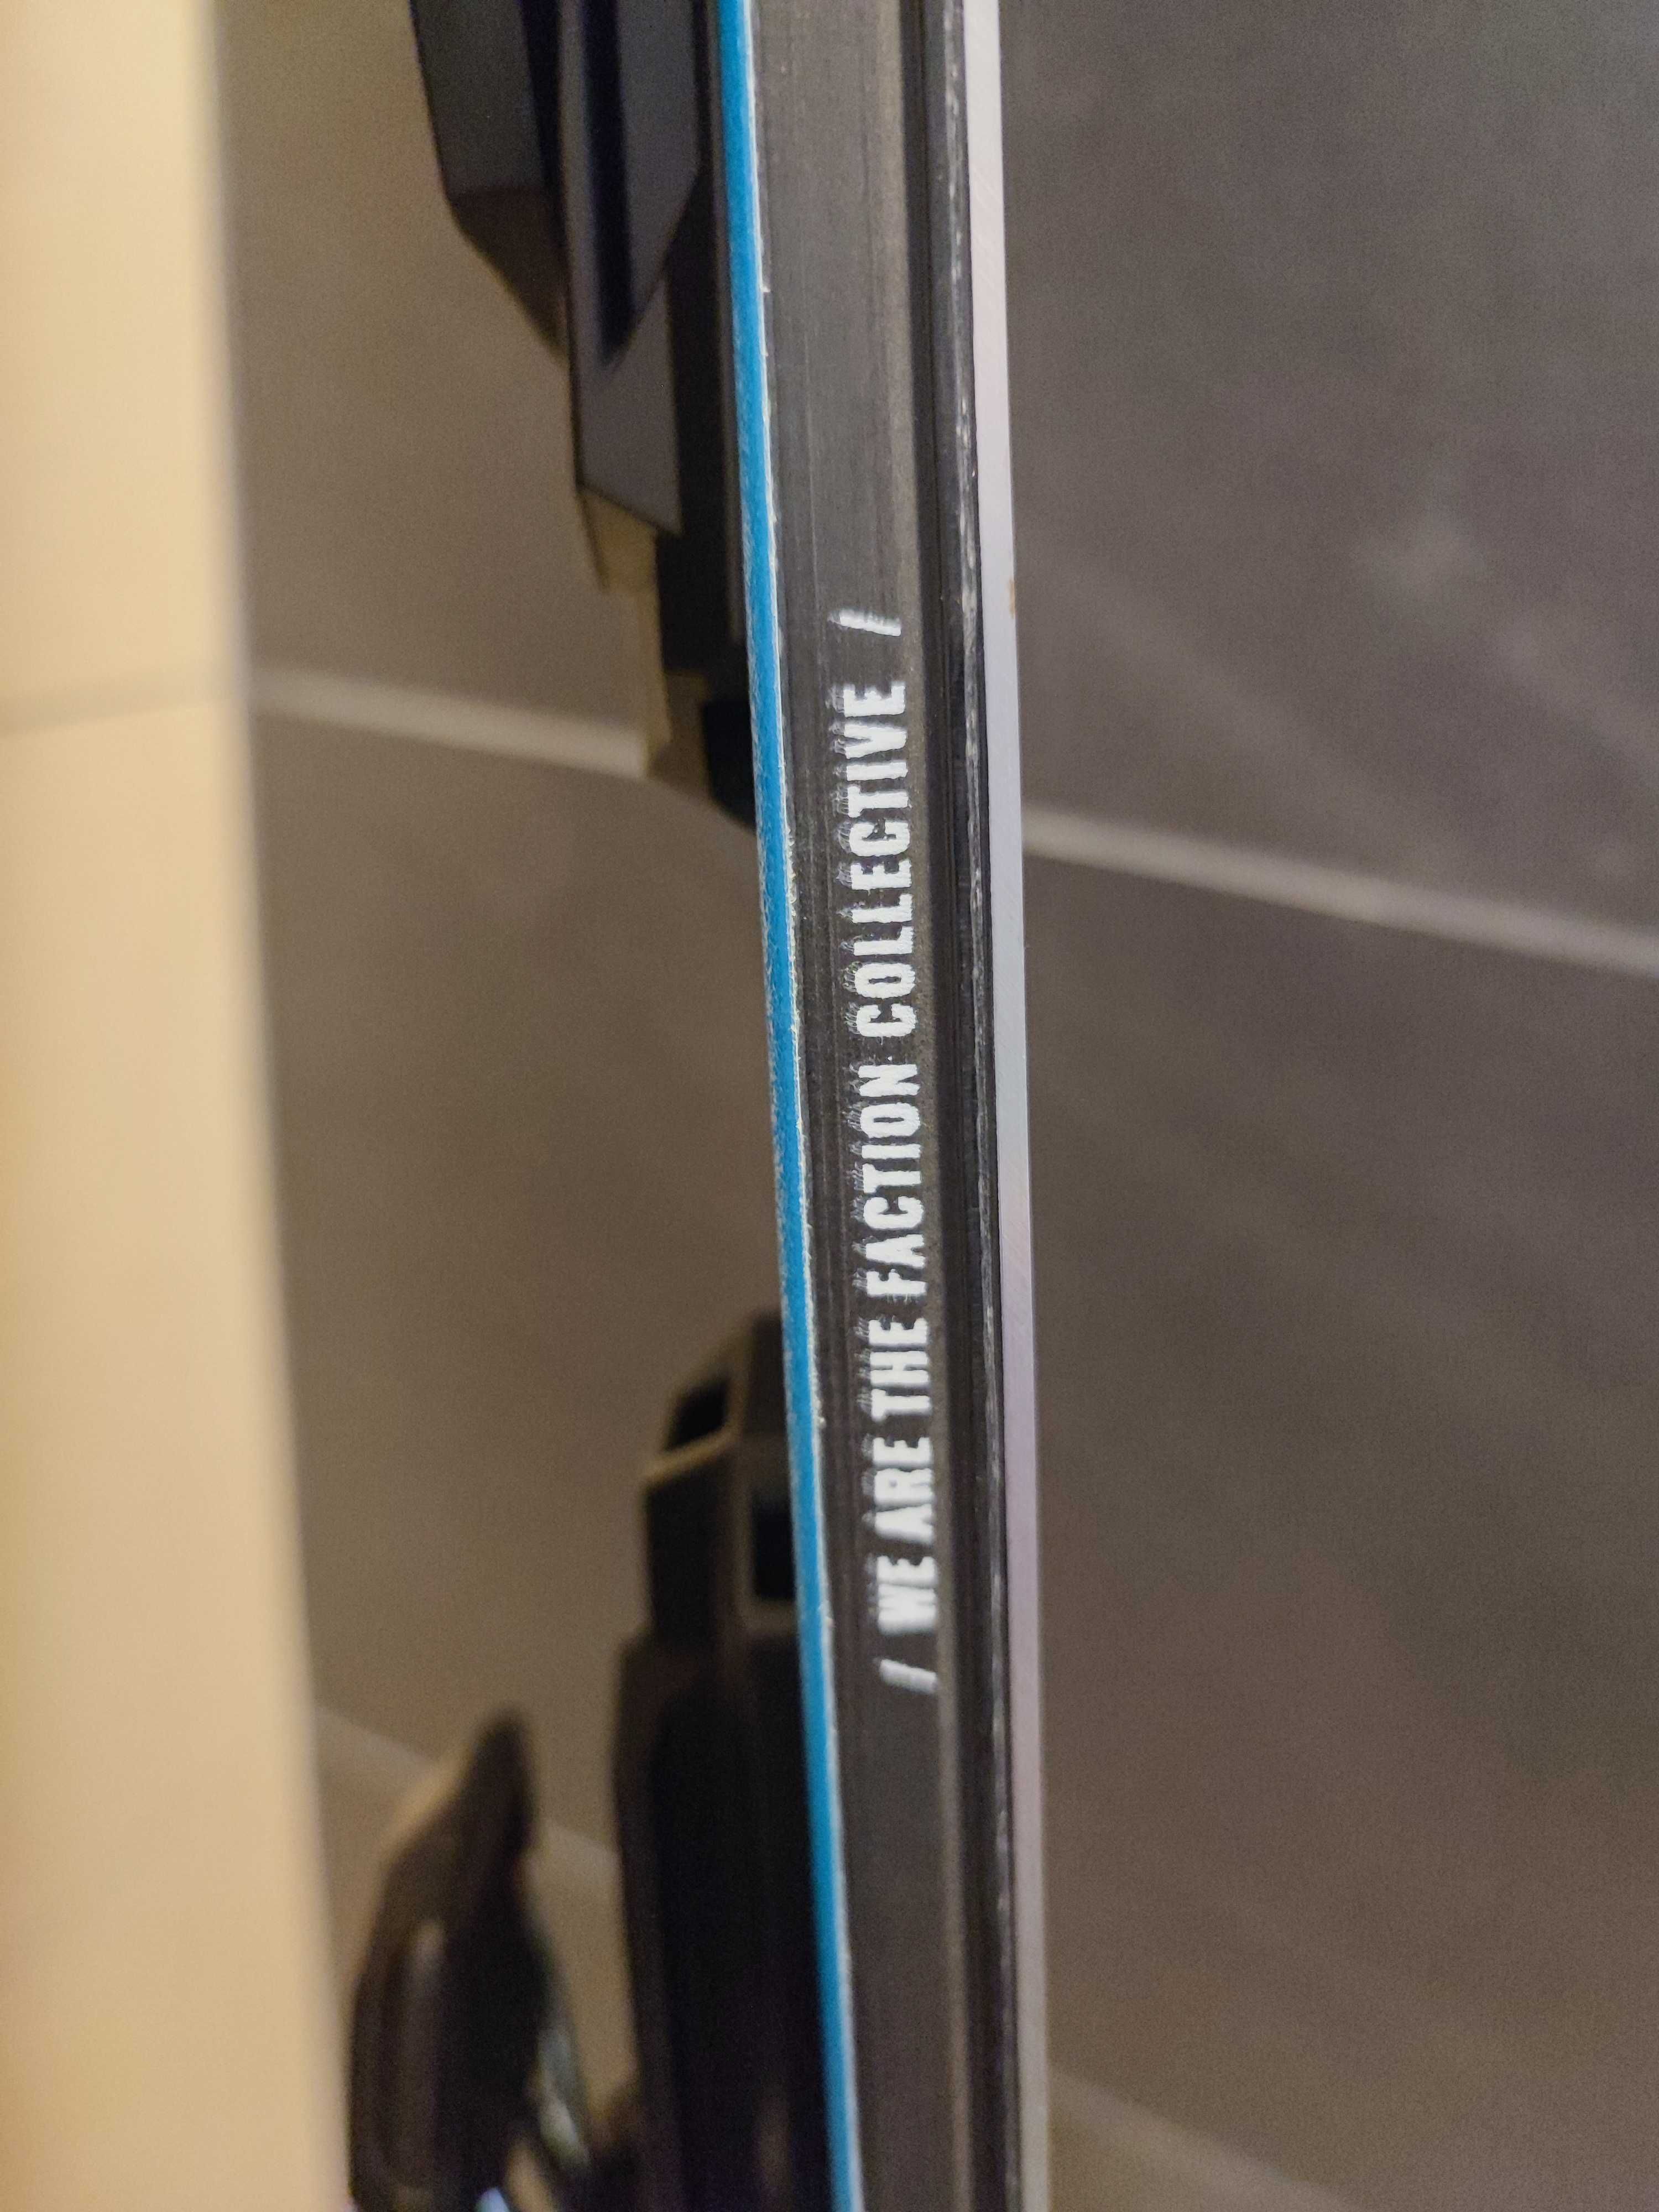 / WE ARE THE FACTION COLLECTIVE /